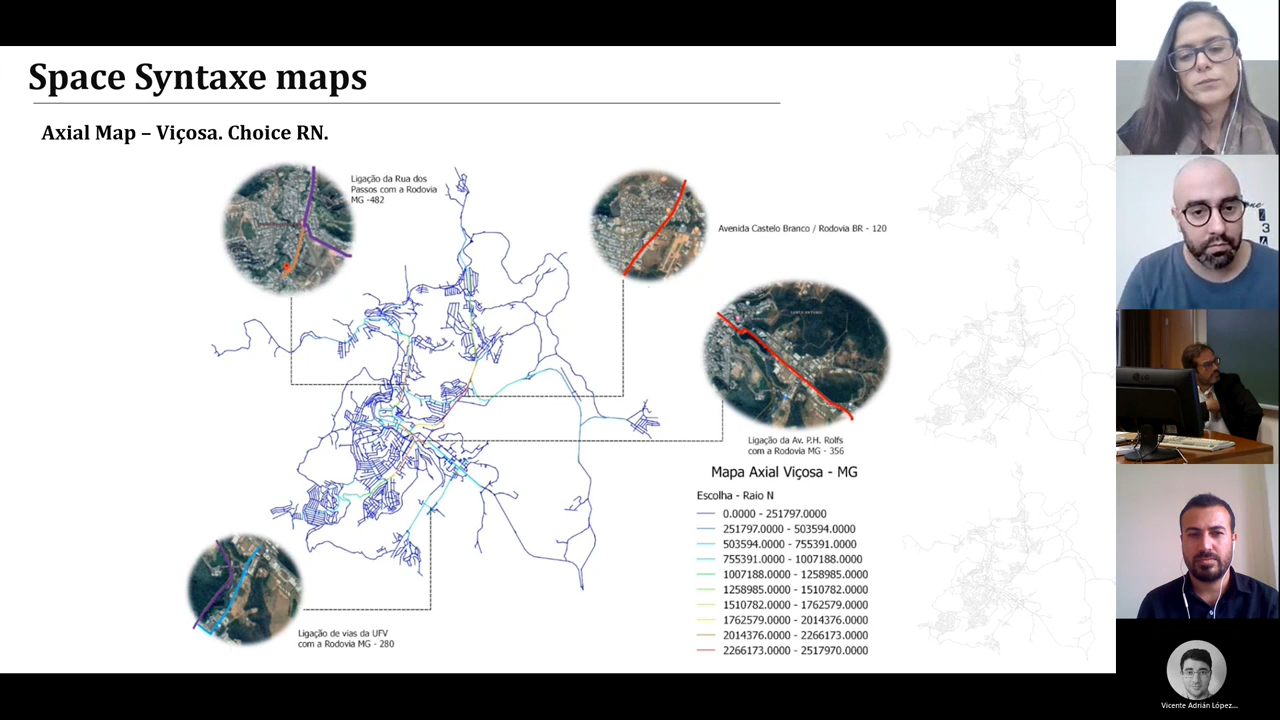 Space Syntaxe maps
Axial Map – Viçosa. Choice RN.
Ligação da Rua dos
Passos com a Rodovia
MG -482
Avenida Castelo Branco / Rodovia BR - 120
Ligação da Av. P.H. Rolfs
com a Rodovia MG - 356
Ligação de vias da UFV
com a Rodovia MG - 280
Mapa Axial Viçosa - MG
Escolha - Raio N
0.0000 - 251797.0000
251797.0000 - 503594.0000
503594.0000 - 755391.0000
755391.0000 - 1007188.0000
1007188.0000 - 1258985.0000
1258985.0000 - 1510782.0000
1510782.0000 - 1762579.0000
1762579.0000 - 2014376.0000
2014376.0000 - 2266173.0000
2266173.0000 - 2517970.0000
Vicente Adrián López...